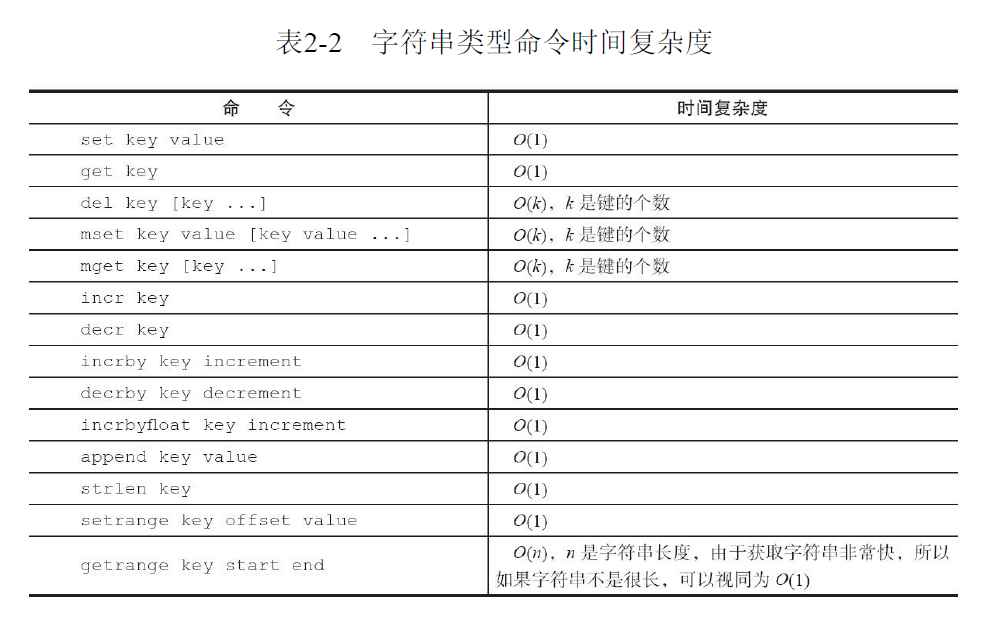 表2-2 字符串类型命令时间复杂度
命 令 时间复杂度
set key value O(1)
get key O(1)
del key [key ...] O(k)，k 是键的个数
mset key value [key value ...] O(k)，k 是键的个数
mget key [key ...] O(k)，k 是键的个数
incr key O(1)
decr key O(1)
incrby key increment O(1)
decrby key decrement O(1)
incrbyfloat key increment O(1)
append key value O(1)
strlen key O(1)
setrange key offset value O(1)
getrange key start end O(n)，n 是字符串长度，由于获取字符串非常快，所以
如果字符串不是很长，可以视同为 O(1)